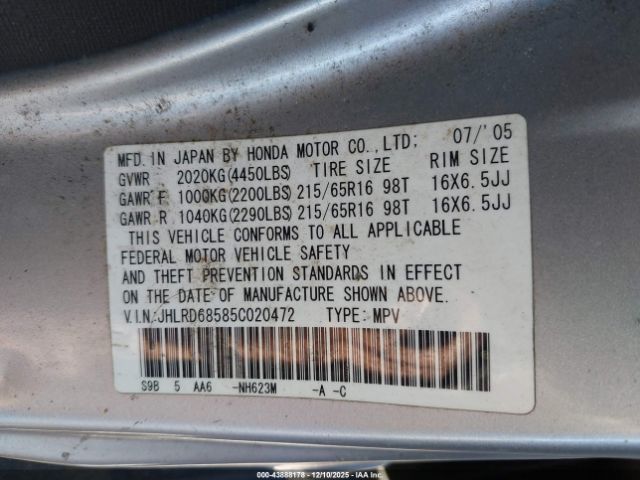 MFD. IN JAPAN BY HONDA MOTOR CO.,LTD; 07/'05
GVWR 2020KG(4450LBS) TIRE SIZE RIM SIZE
GAWR F 1000KG(2200LBS) 215/65R16 98T 16X6.5JJ
GAWR R 1040KG(2290LBS) 215/65R16 98T 16X6.5JJ
THIS VEHICLE CONFORMS TO ALL APPLICABLE
FEDERAL MOTOR VEHICLE SAFETY
AND THEFT PREVENTION STANDARDS IN EFFECT
ON THE DATE OF MANUFACTURE SHOWN ABOVE.
V.I.N.:JHLRD68585C020472 TYPE: MPV
S9B 5 AA6 -NH623M -A -C
000-43888178 - 12/10/2025 - WWW.IAAI.COM